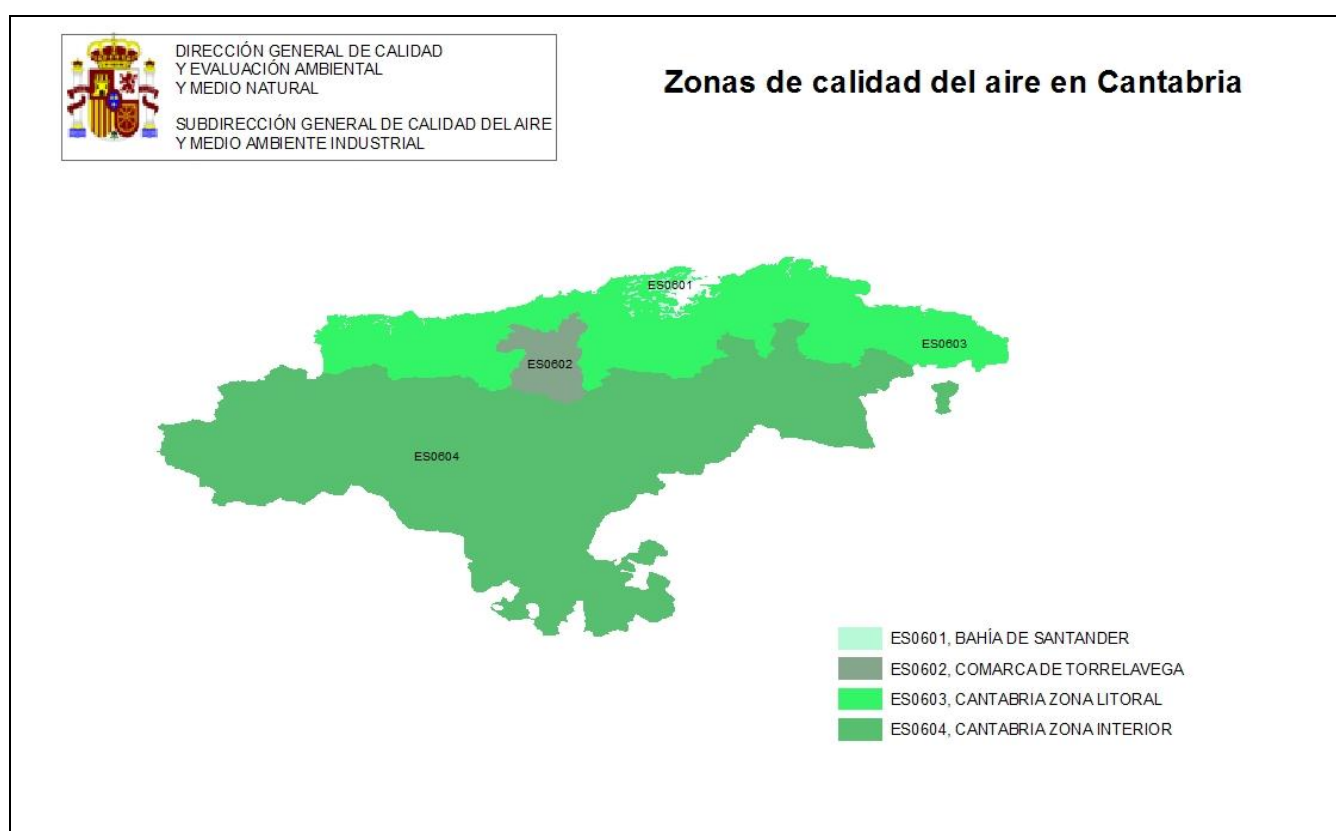 DIRECCIÓN GENERAL DE CALIDAD
Y EVALUACIÓN AMBIENTAL
Y MEDIO NATURAL
SUBDIRECCIÓN GENERAL DE CALIDAD DEL AIRE
Y MEDIO AMBIENTE INDUSTRIAL
Zonas de calidad del aire en Cantabria
ES0601
ES0603
ES0602
ES0604
ES0601, BAHÍA DE SANTANDER
ES0602, COMARCA DE TORRELAVEGA
ES0603, CANTABRIA ZONA LITORAL
ES0604, CANTABRIA ZONA INTERIOR